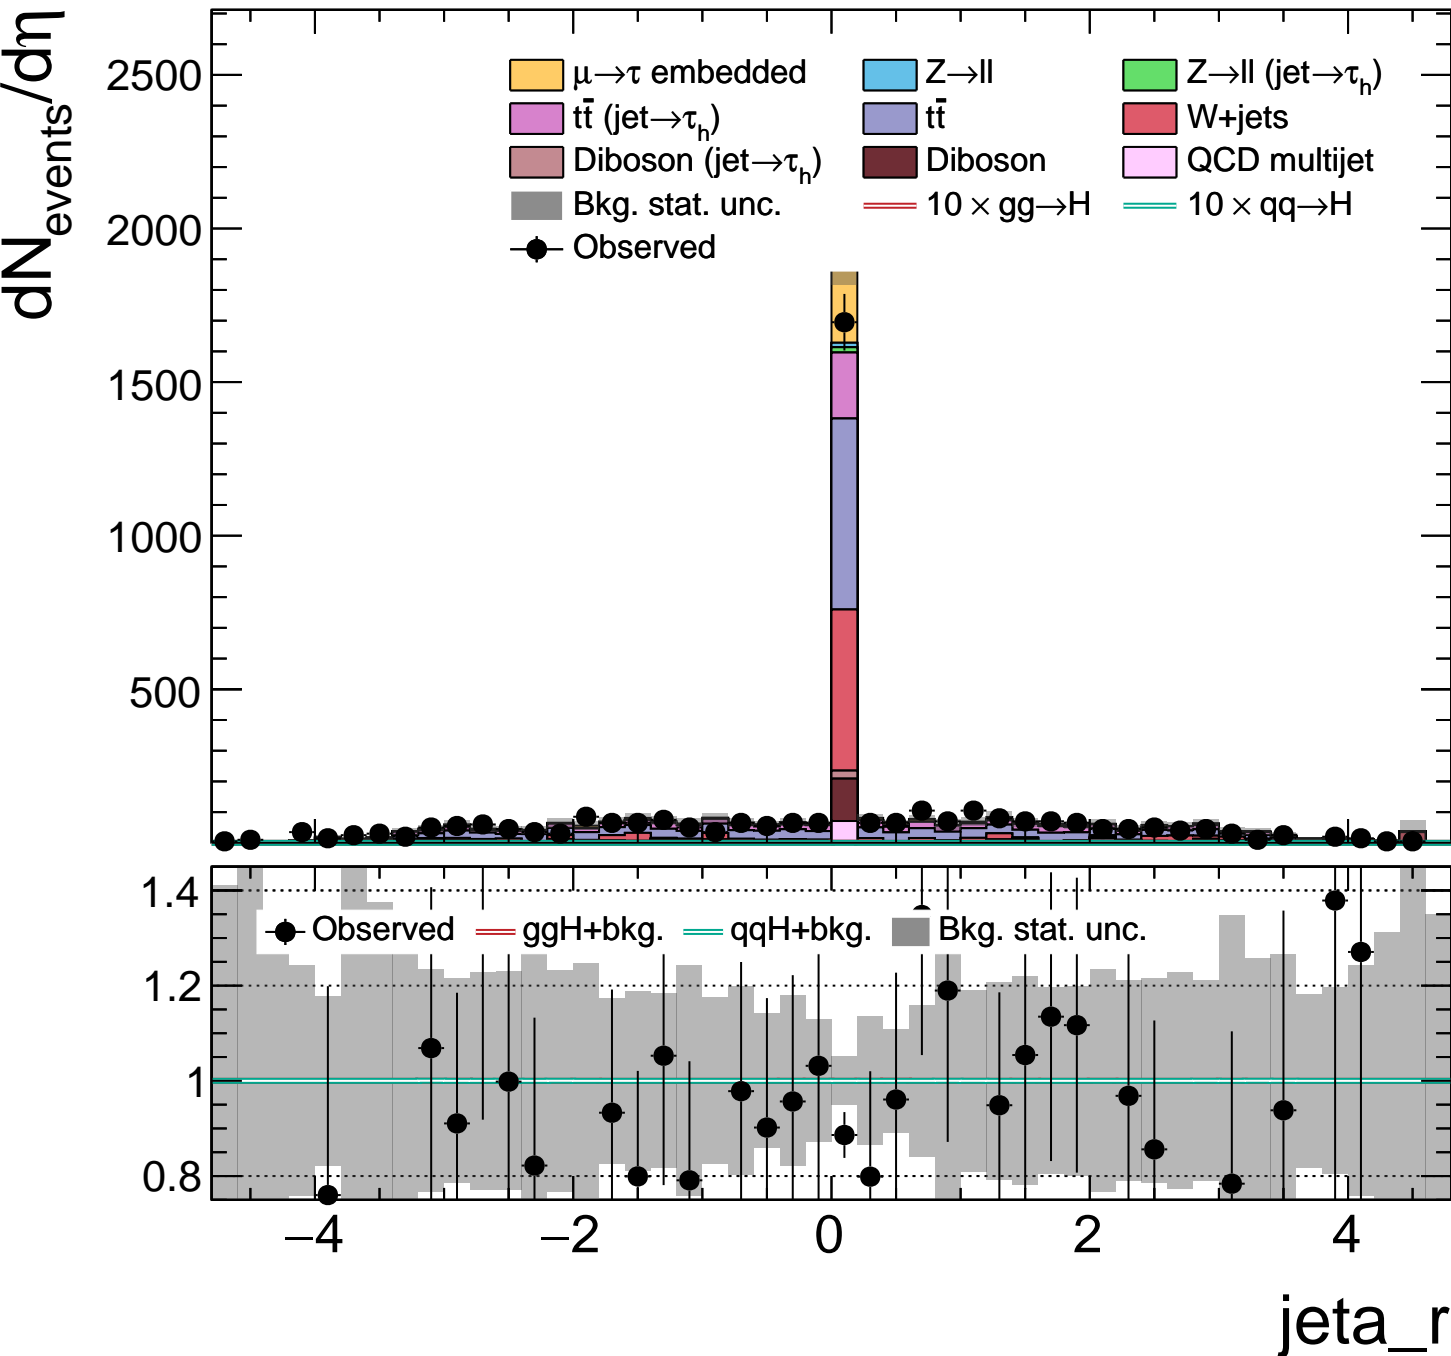 dN_events/dη
2500
2000
1500
1000
500
μ→τ embedded Z→ll Z→ll (jet→τ_h)
tt̄ (jet→τ_h) tt̄ W+jets
Diboson (jet→τ_h) Diboson QCD multijet
Bkg. stat. unc. 10 × gg→H 10 × qq→H
Observed
1.4
1.2
1
0.8
Observed ggH+bkg. qqH+bkg. Bkg. stat. unc.
−4 −2 0 2 4
jeta_r